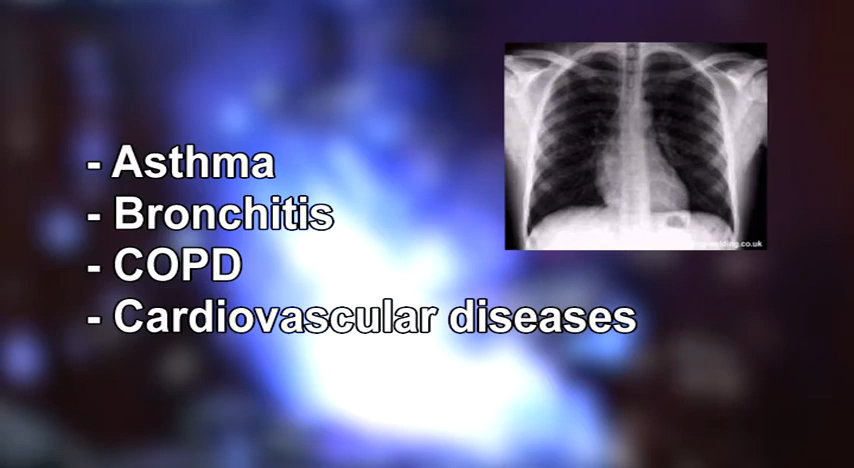 - Asthma
- Bronchitis
- COPD
- Cardiovascular diseases